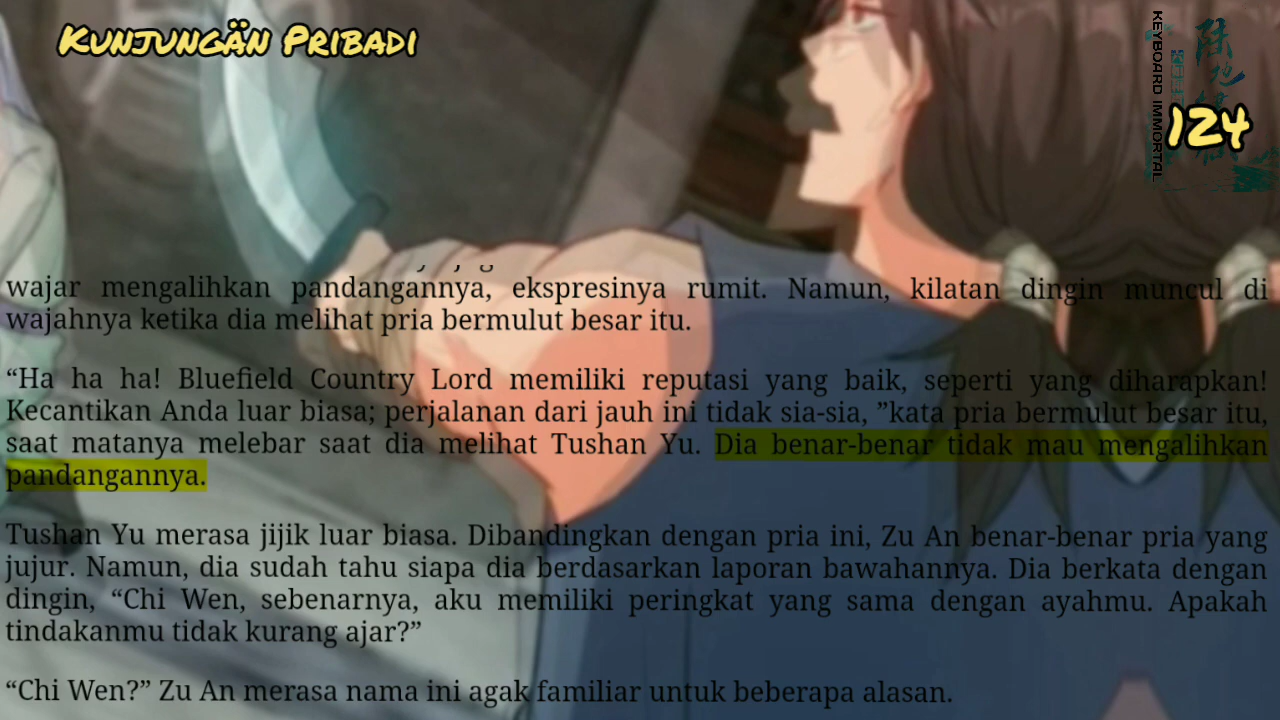 Kunjungän Pribadi
KEYBOARD IMMORTAL
124
wajar mengalihkan pandangannya, ekspresinya rumit. Namun, kilatan dingin muncul di
wajahnya ketika dia melihat pria bermulut besar itu.
“Ha ha ha! Bluefield Country Lord memiliki reputasi yang baik, seperti yang diharapkan!
Kecantikan Anda luar biasa; perjalanan dari jauh ini tidak sia-sia, ”kata pria bermulut besar itu,
saat matanya melebar saat dia melihat Tushan Yu. Dia benar-benar tidak mau mengalihkan
pandangannya.
Tushan Yu merasa jijik luar biasa. Dibandingkan dengan pria ini, Zu An benar-benar pria yang
jujur. Namun, dia sudah tahu siapa dia berdasarkan laporan bawahannya. Dia berkata dengan
dingin, “Chi Wen, sebenarnya, aku memiliki peringkat yang sama dengan ayahmu. Apakah
tindakanmu tidak kurang ajar?”
“Chi Wen?” Zu An merasa nama ini agak familiar untuk beberapa alasan.